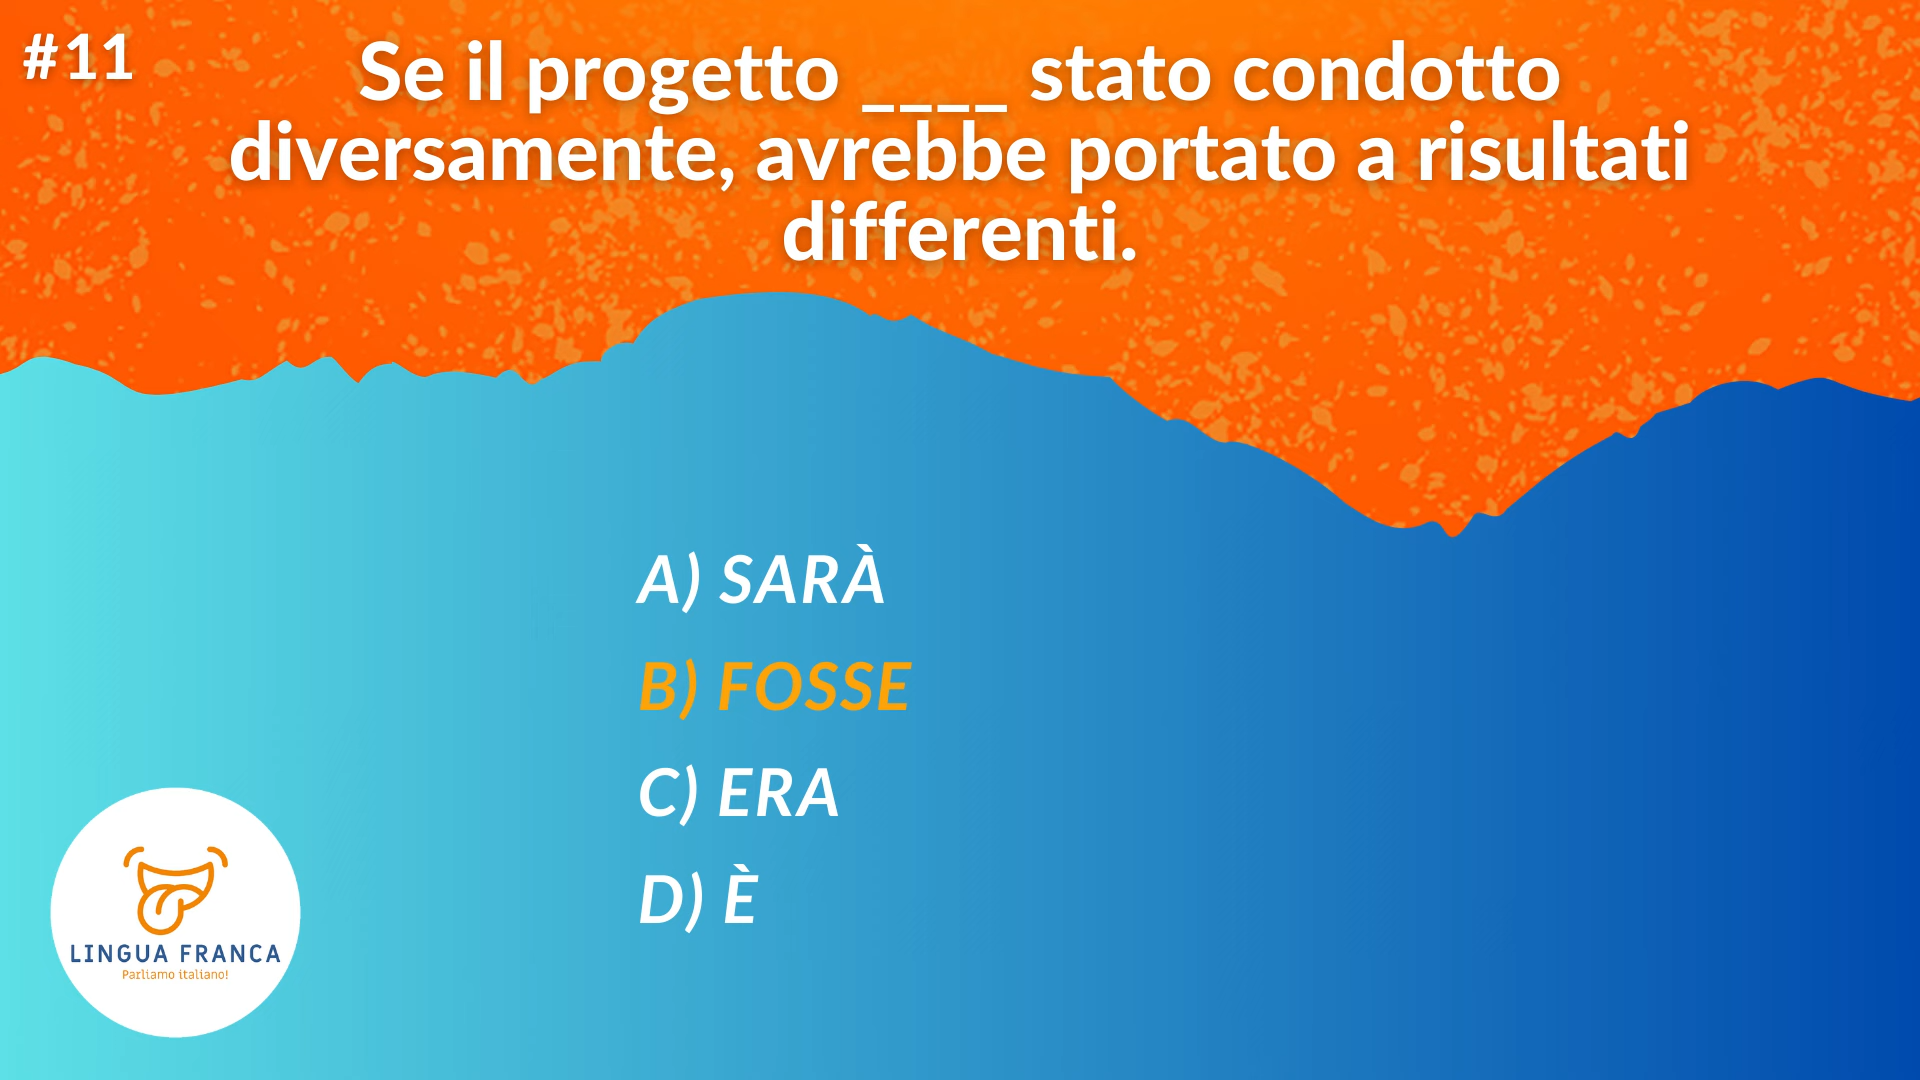 #11
Se il progetto ____ stato condotto
diversamente, avrebbe portato a risultati
differenti.
A) SARÀ
B) FOSSE
C) ERA
D) È
LINGUA FRANCA
Parliamo italiano!